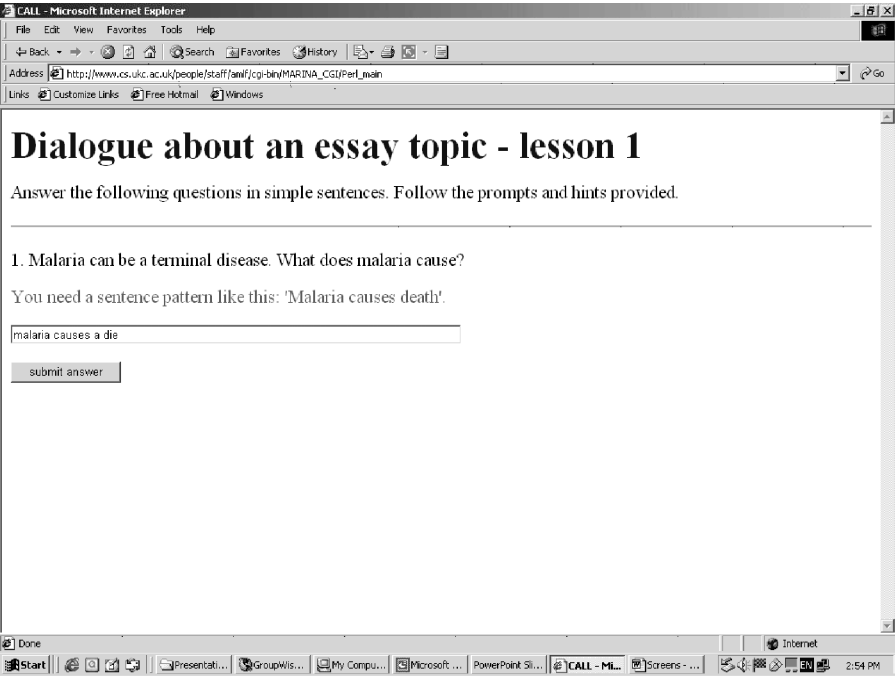 CALL - Microsoft Internet Explorer
File Edit View Favorites Tools Help
Back Search Favorites History
Address http://www.cs.ukc.ac.uk/people/staff/amlf/cgi-bin/MARINA_CGI/Perl_main Go
Links Customize Links Free Hotmail Windows
Dialogue about an essay topic - lesson 1
Answer the following questions in simple sentences. Follow the prompts and hints provided.
1. Malaria can be a terminal disease. What does malaria cause?
You need a sentence pattern like this: 'Malaria causes death'.
malaria causes a die
submit answer
Done Internet
Start Presentati... GroupWis... My Compu... Microsoft ... PowerPoint Sli... CALL - Mi... Screens - ... EN 2:54 PM